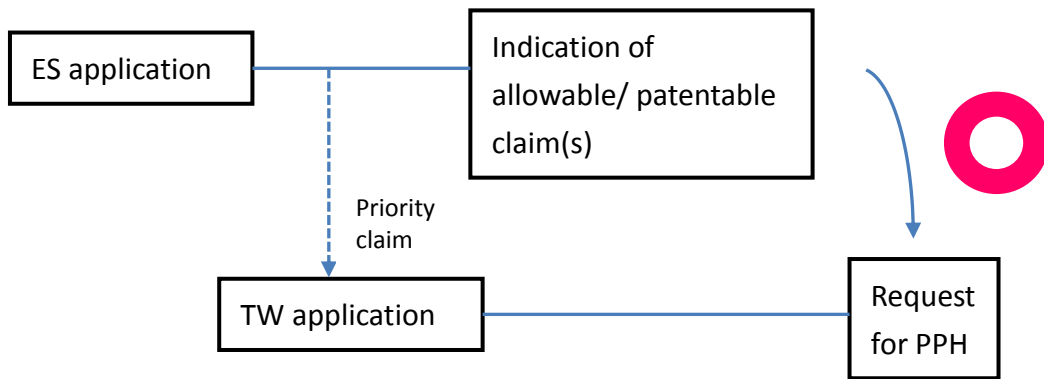 ES application
Indication of
allowable/ patentable
claim(s)
Priority
claim
TW application
Request
for PPH